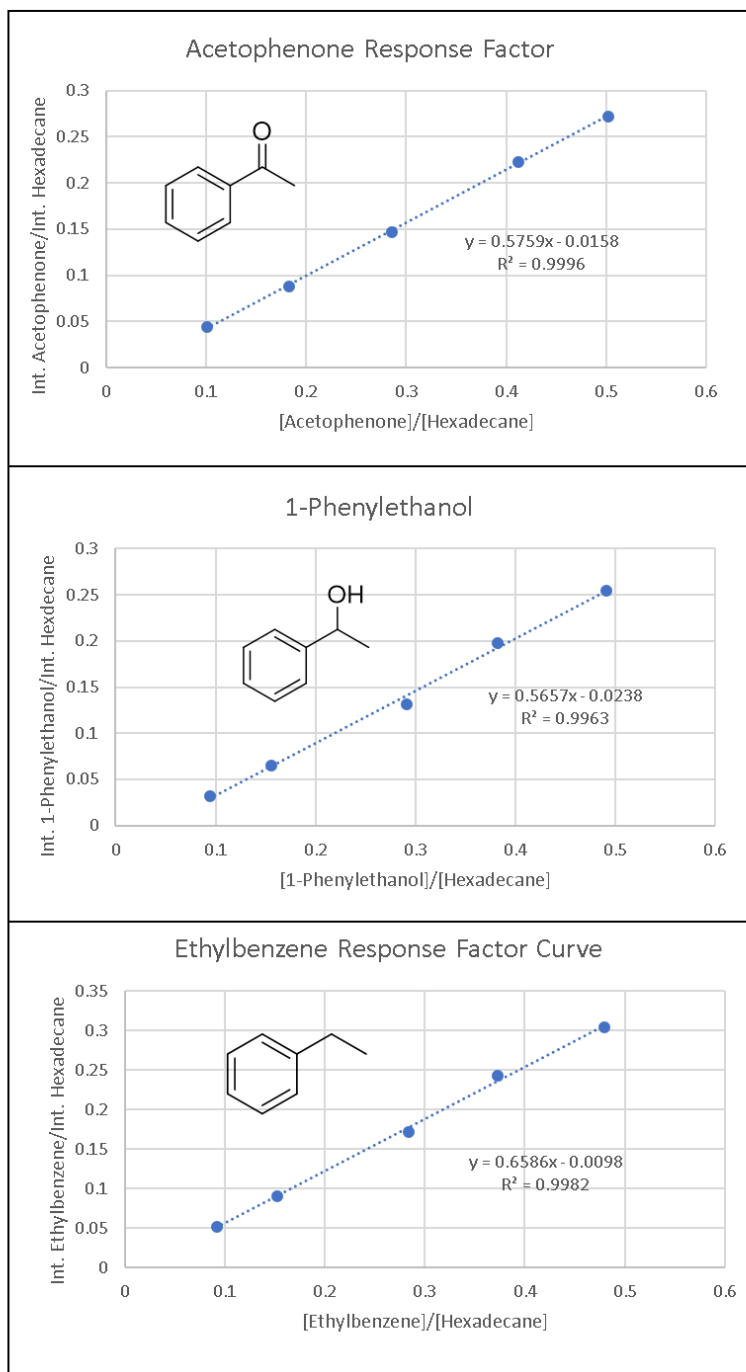 Acetophenone Response Factor
Int. Acetophenone/Int. Hexadecane
0.3
0.25
0.2
0.15
0.1
0.05
0
O
y = 0.5759x - 0.0158
R² = 0.9996
0 0.1 0.2 0.3 0.4 0.5 0.6
[Acetophenone]/[Hexadecane]
1-Phenylethanol
Int. 1-Phenylethanol/Int. Hexdecane
0.3
0.25
0.2
0.15
0.1
0.05
0
OH
y = 0.5657x - 0.0238
R² = 0.9963
0 0.1 0.2 0.3 0.4 0.5 0.6
[1-Phenylethanol]/[Hexadecane]
Ethylbenzene Response Factor Curve
Int. Ethylbenzene/Int. Hexadecane
0.35
0.3
0.25
0.2
0.15
0.1
0.05
0
y = 0.6586x - 0.0098
R² = 0.9982
0 0.1 0.2 0.3 0.4 0.5 0.6
[Ethylbenzene]/[Hexadecane]